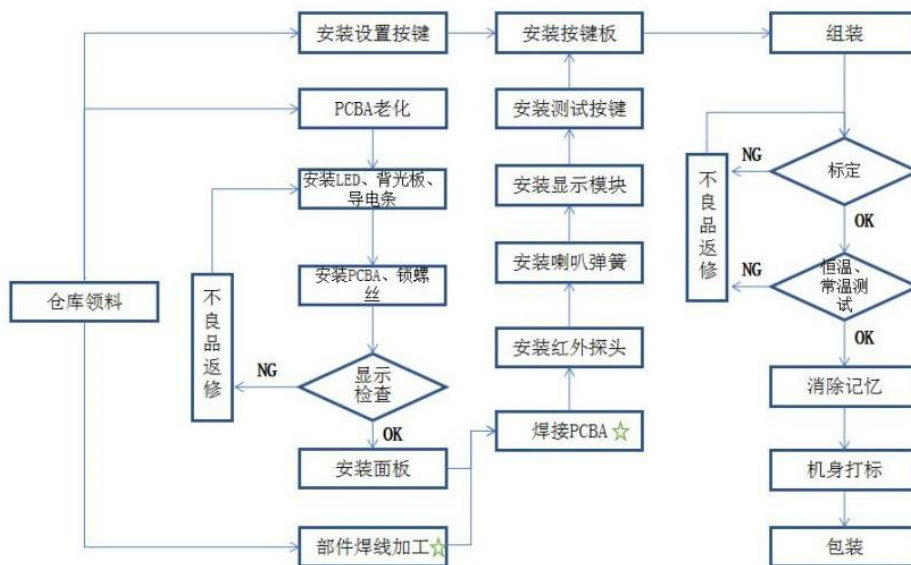 安装设置按键
安装按键板
组装
PCBA老化
安装测试按键
NG
标定
不良品返修
安装LED、背光板、
导电条
安装显示模块
OK
安装PCBA、锁螺
丝
安装喇叭弹簧
NG
恒温、
常温测
试
仓库领料
不良品返修
安装红外探头
OK
NG
显示
检查
消除记忆
OK
焊接PCBA☆
安装面板
机身打标
部件焊线加工☆
包装